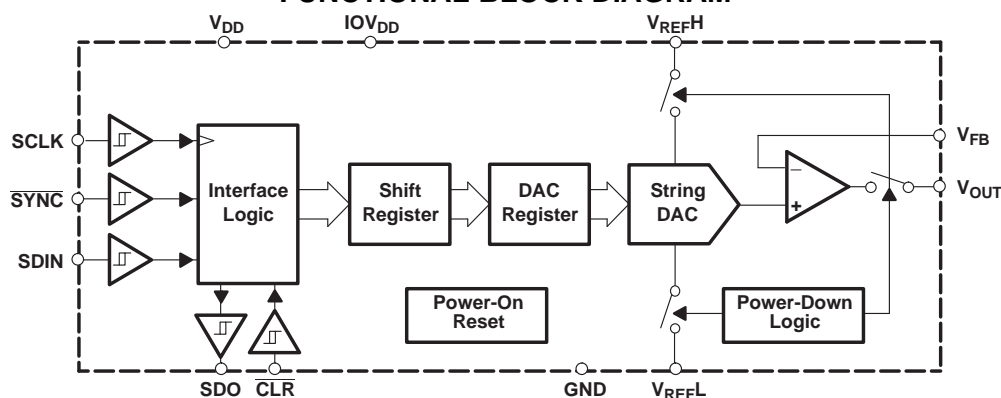 FUNCTIONAL BLOCK DIAGRAM
VDD
IOVDD
VREFH
SCLK
SYNC
SDIN
Interface
Logic
Shift
Register
DAC
Register
String
DAC
–
+
VFB
VOUT
Power-On
Reset
Power-Down
Logic
SDO
CLR
GND
VREFL